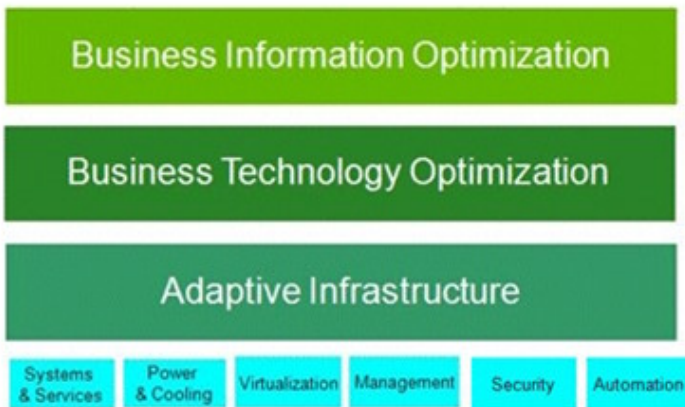 Business Information Optimization
Business Technology Optimization
Adaptive Infrastructure
Systems
& Services
Power
& Cooling
Virtualization
Management
Security
Automation